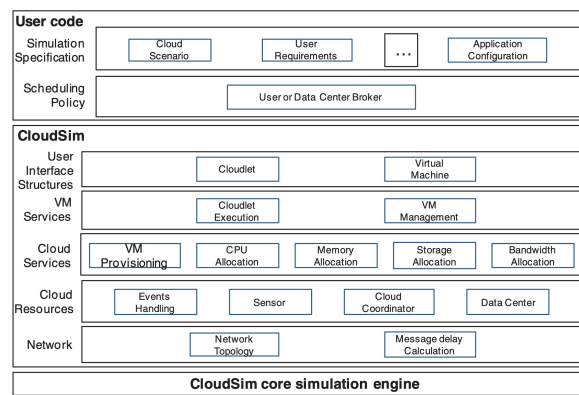 User code
Simulation
Specification
Cloud
Scenario
User
Requirements
...
Application
Configuration
Scheduling
Policy
User or Data Center Broker
CloudSim
User
Interface
Structures
Cloudlet
Virtual
Machine
VM
Services
Cloudlet
Execution
VM
Management
Cloud
Services
VM
Provisioning
CPU
Allocation
Memory
Allocation
Storage
Allocation
Bandwidth
Allocation
Cloud
Resources
Events
Handling
Sensor
Cloud
Coordinator
Data Center
Network
Network
Topology
Message delay
Calculation
CloudSim core simulation engine